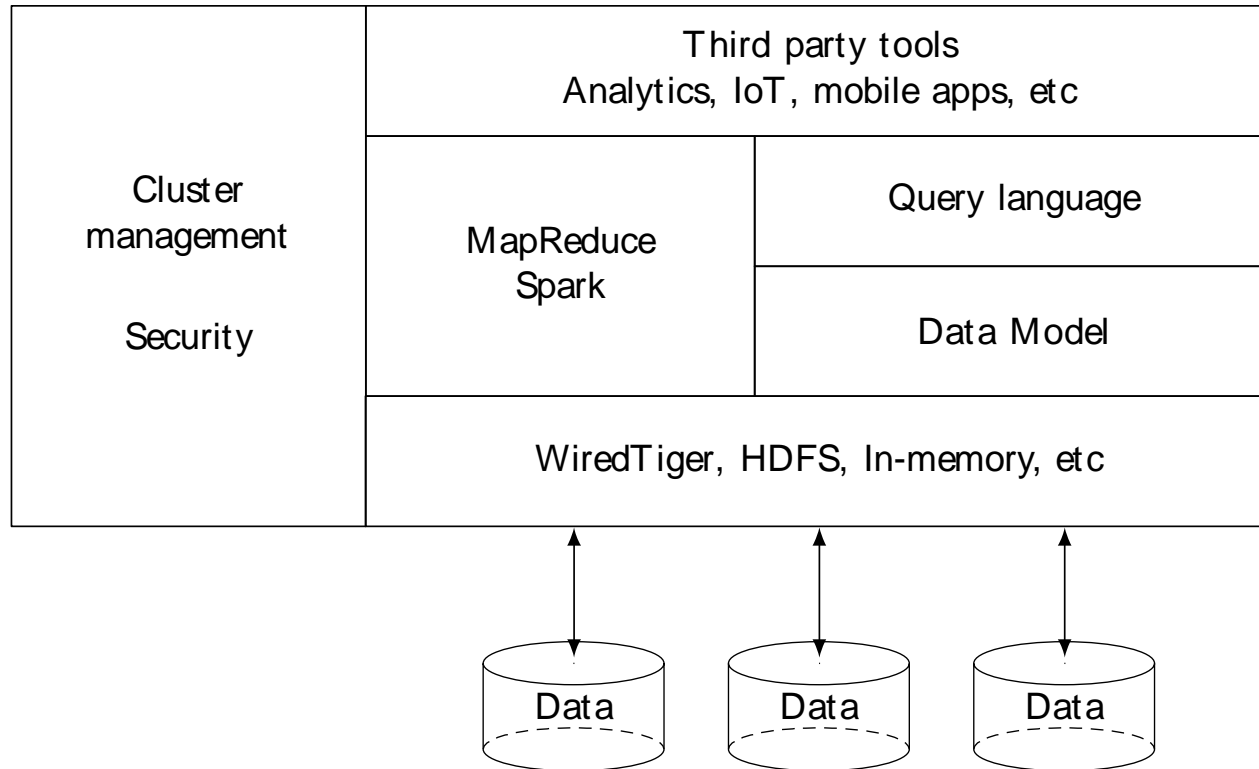 Third party tools
Analytics, IoT, mobile apps, etc
Cluster
management
Security
MapReduce
Spark
Query language
Data Model
WiredTiger, HDFS, In-memory, etc
Data
Data
Data